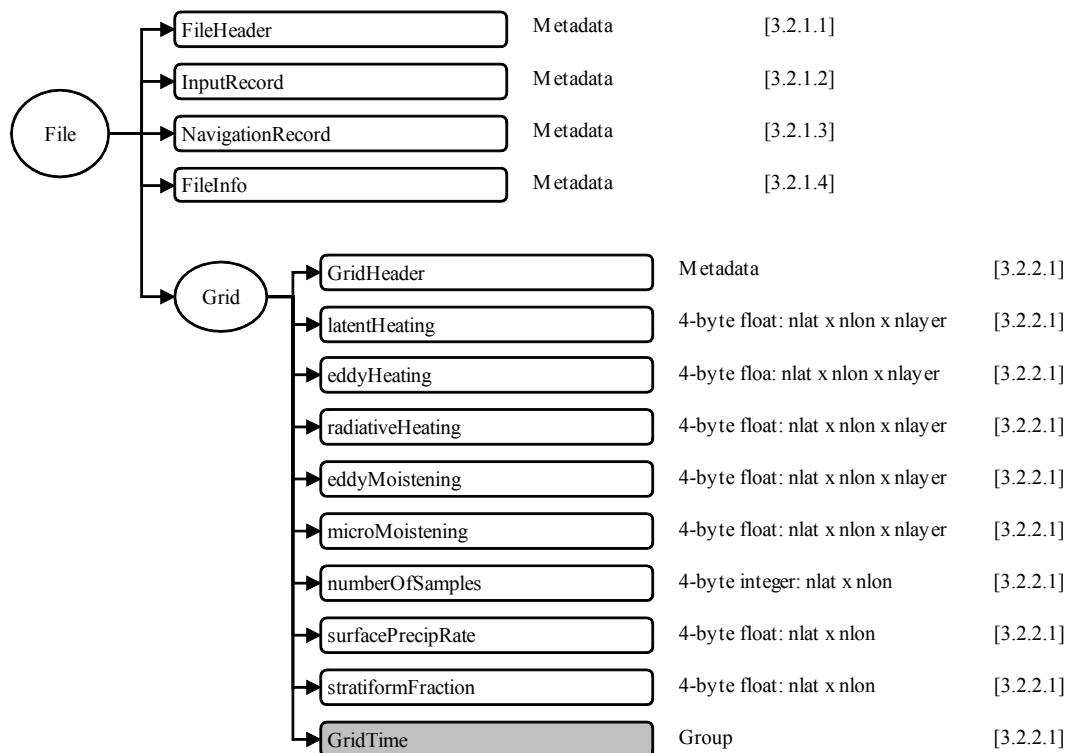 FileHeader Metadata [3.2.1.1]
InputRecord Metadata [3.2.1.2]
File
NavigationRecord Metadata [3.2.1.3]
FileInfo Metadata [3.2.1.4]
Grid
GridHeader Metadata [3.2.2.1]
latentHeating 4-byte float: nlat x nlon x nlayer [3.2.2.1]
eddyHeating 4-byte floa: nlat x nlon x nlayer [3.2.2.1]
radiativeHeating 4-byte float: nlat x nlon x nlayer [3.2.2.1]
eddyMoistening 4-byte float: nlat x nlon x nlayer [3.2.2.1]
microMoistening 4-byte float: nlat x nlon x nlayer [3.2.2.1]
numberOfSamples 4-byte integer: nlat x nlon [3.2.2.1]
surfacePrecipRate 4-byte float: nlat x nlon [3.2.2.1]
stratiformFraction 4-byte float: nlat x nlon [3.2.2.1]
GridTime Group [3.2.2.1]